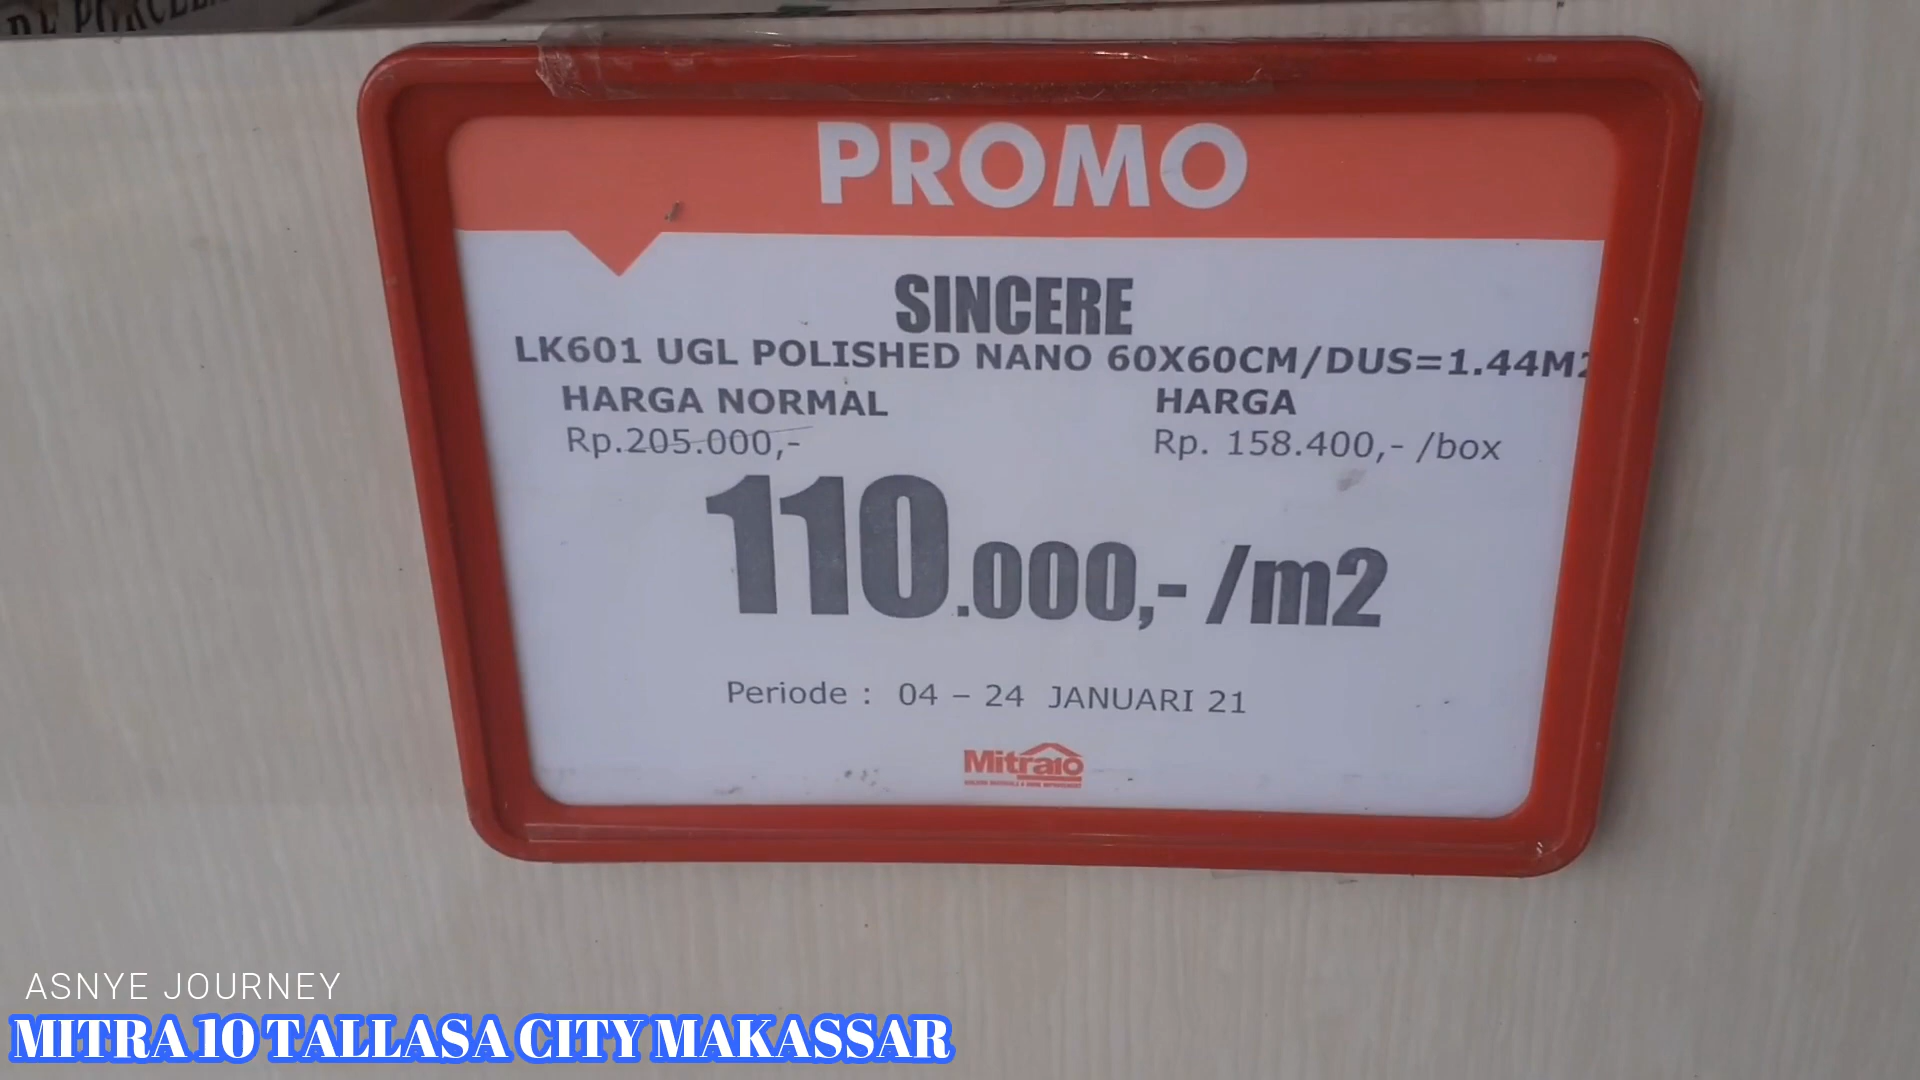 PROMO
SINCERE
LK601 UGL POLISHED NANO 60X60CM/DUS=1.44M2
HARGA NORMAL HARGA
Rp.205.000,- Rp. 158.400,- /box
110.000,- /m2
Periode : 04 – 24 JANUARI 21
Mitra10
ASNYE JOURNEY
MITRA 10 TALLASA CITY MAKASSAR